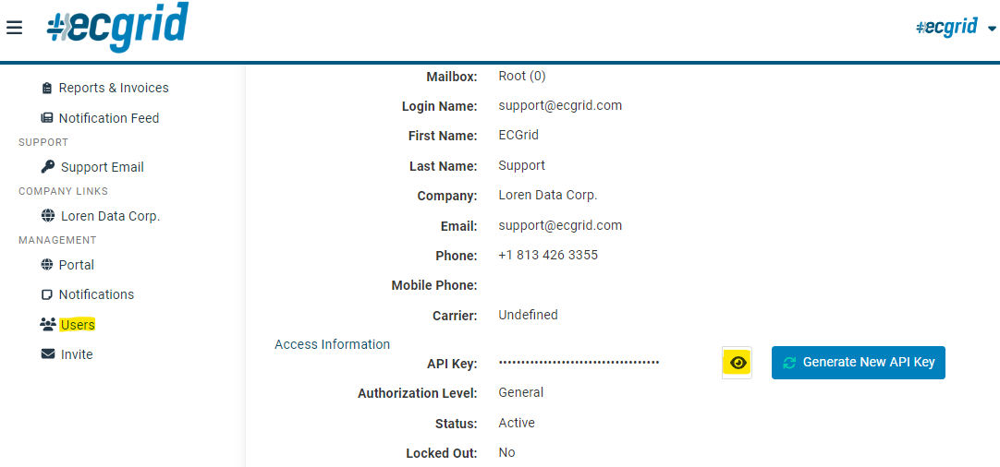 #ecgrid
#ecgrid
Reports & Invoices
Notification Feed
SUPPORT
Support Email
COMPANY LINKS
Loren Data Corp.
MANAGEMENT
Portal
Notifications
Users
Invite
Mailbox: Root (0)
Login Name: support@ecgrid.com
First Name: ECGrid
Last Name: Support
Company: Loren Data Corp.
Email: support@ecgrid.com
Phone: +1 813 426 3355
Mobile Phone:
Carrier: Undefined
Access Information
API Key: ••••••••••••••••••••••••••••••••••••
Generate New API Key
Authorization Level: General
Status: Active
Locked Out: No